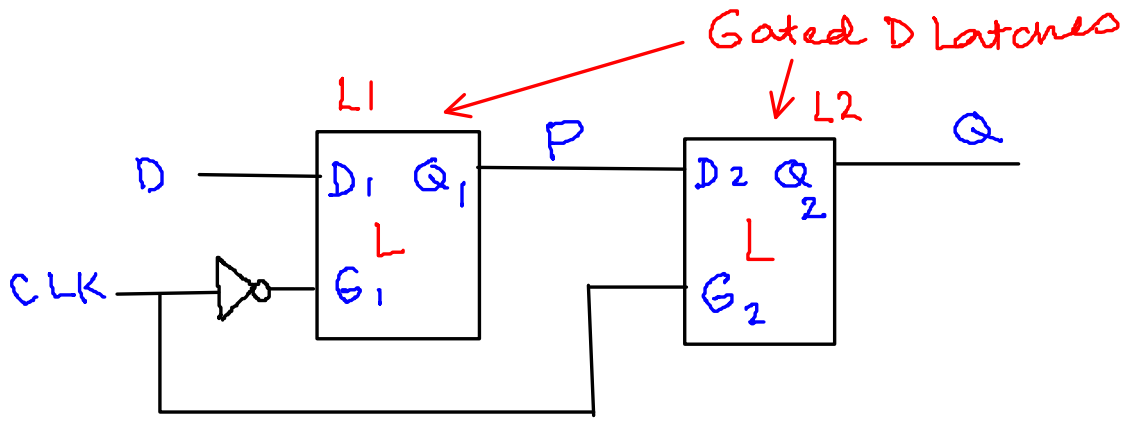 Gated D Latches
L1
L2
P
Q
D
D1 Q1
D2 Q2
L
L
CLK
G1
G2